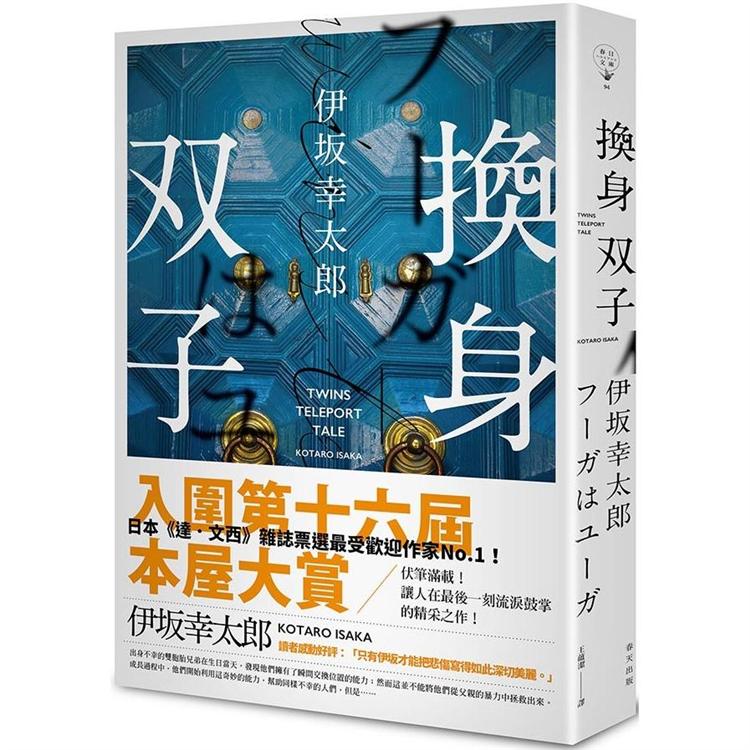 フーガはユーガ
伊坂幸太郎
換身
双子
TWINS
TELEPORT
TALE
KOTARO ISAKA
入圍第十六屆
日本《達‧文西》雜誌票選最受歡迎作家No.1！
本屋大賞
伏筆滿載！
讓人在最後一刻流淚鼓掌
的精采之作！
伊坂幸太郎 KOTARO ISAKA
讀者感動好評：「只有伊坂才能把悲傷寫得如此深切美麗。」
出身不幸的雙胞胎兄弟在生日當天，發現他們擁有了瞬間交換位置的能力；然而這並不能將他們從父親的暴力中拯救出來。
成長過程中，他們開始利用這奇妙的能力，幫助同樣不幸的人們，但是……
春日
文庫
94
換身双子
TWINS
TELEPORT
TALE
KOTARO ISAKA
伊坂幸太郎
フーガはユーガ
王蘊潔——譯
春天出版